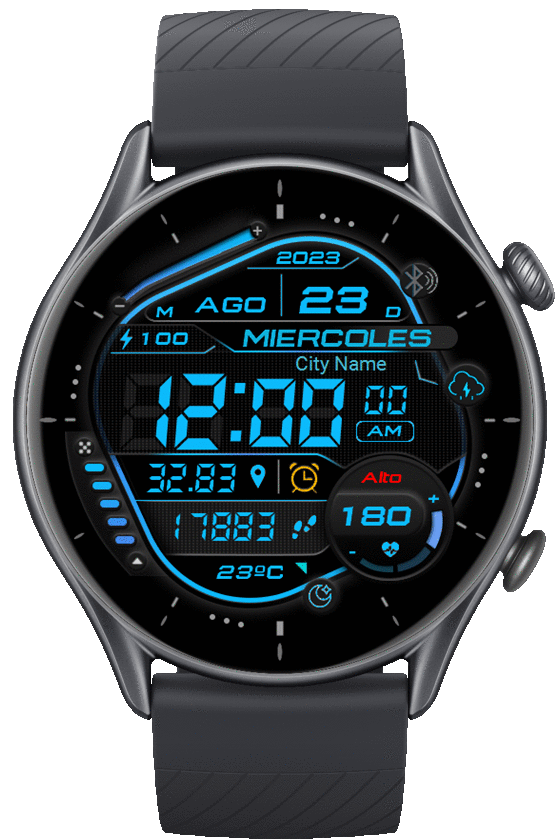 2023
M AGO 23 D
100 MIERCOLES
City Name
12:00 00
AM
32.83
Alto
17883
180
+
-
23ºC